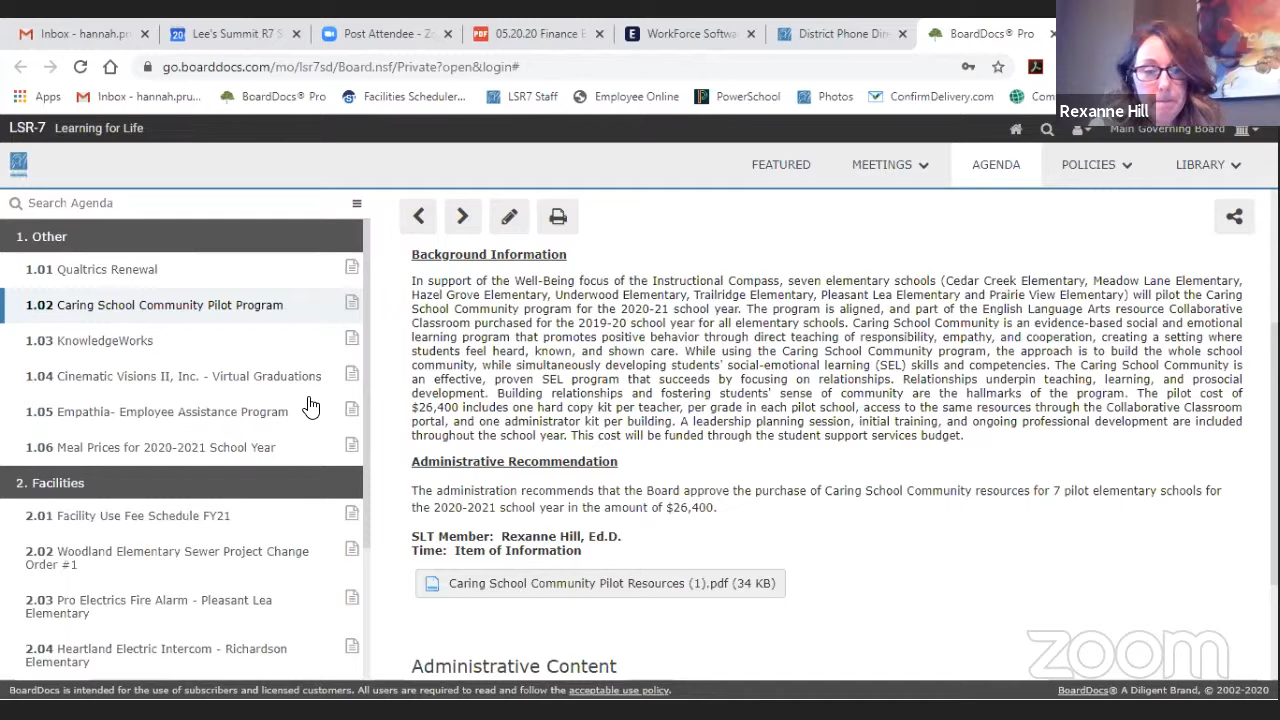 Inbox - hannah.pr
Lee's Summit R7 S
Post Attendee - Z
05.20.20 Finance E
WorkForce Softwa
District Phone Dir
BoardDocs® Pro
go.boarddocs.com/mo/lsr7sd/Board.nsf/Private?open&login#
Apps
Inbox - hannah.pru...
BoardDocs® Pro
Facilities Scheduler...
LSR7 Staff
Employee Online
PowerSchool
Photos
ConfirmDelivery.com
Com
Rexanne Hill
LSR-7 Learning for Life
Main Governing Board
FEATURED
MEETINGS
AGENDA
POLICIES
LIBRARY
Search Agenda
1. Other
1.01 Qualtrics Renewal
1.02 Caring School Community Pilot Program
1.03 KnowledgeWorks
1.04 Cinematic Visions II, Inc. - Virtual Graduations
1.05 Empathia- Employee Assistance Program
1.06 Meal Prices for 2020-2021 School Year
2. Facilities
2.01 Facility Use Fee Schedule FY21
2.02 Woodland Elementary Sewer Project Change
Order #1
2.03 Pro Electrics Fire Alarm - Pleasant Lea
Elementary
2.04 Heartland Electric Intercom - Richardson
Elementary
Background Information
In support of the Well-Being focus of the Instructional Compass, seven elementary schools (Cedar Creek Elementary, Meadow Lane Elementary,
Hazel Grove Elementary, Underwood Elementary, Trailridge Elementary, Pleasant Lea Elementary and Prairie View Elementary) will pilot the Caring
School Community program for the 2020-21 school year. The program is aligned, and part of the English Language Arts resource Collaborative
Classroom purchased for the 2019-20 school year for all elementary schools. Caring School Community is an evidence-based social and emotional
learning program that promotes positive behavior through direct teaching of responsibility, empathy, and cooperation, creating a setting where
students feel heard, known, and shown care. While using the Caring School Community program, the approach is to build the whole school
community, while simultaneously developing students' social-emotional learning (SEL) skills and competencies. The Caring School Community is
an effective, proven SEL program that succeeds by focusing on relationships. Relationships underpin teaching, learning, and prosocial
development. Building relationships and fostering students' sense of community are the hallmarks of the program. The pilot cost of
$26,400 includes one hard copy kit per teacher, per grade in each pilot school, access to the same resources through the Collaborative Classroom
portal, and one administrator kit per building. A leadership planning session, initial training, and ongoing professional development are included
throughout the school year. This cost will be funded through the student support services budget.
Administrative Recommendation
The administration recommends that the Board approve the purchase of Caring School Community resources for 7 pilot elementary schools for
the 2020-2021 school year in the amount of $26,400.
SLT Member: Rexanne Hill, Ed.D.
Time: Item of Information
Caring School Community Pilot Resources (1).pdf (34 KB)
Administrative Content
zoom
BoardDocs is intended for the use of subscribers and licensed customers. All users are required to read and follow the acceptable use policy.
BoardDocs® A Diligent Brand, © 2002-2020